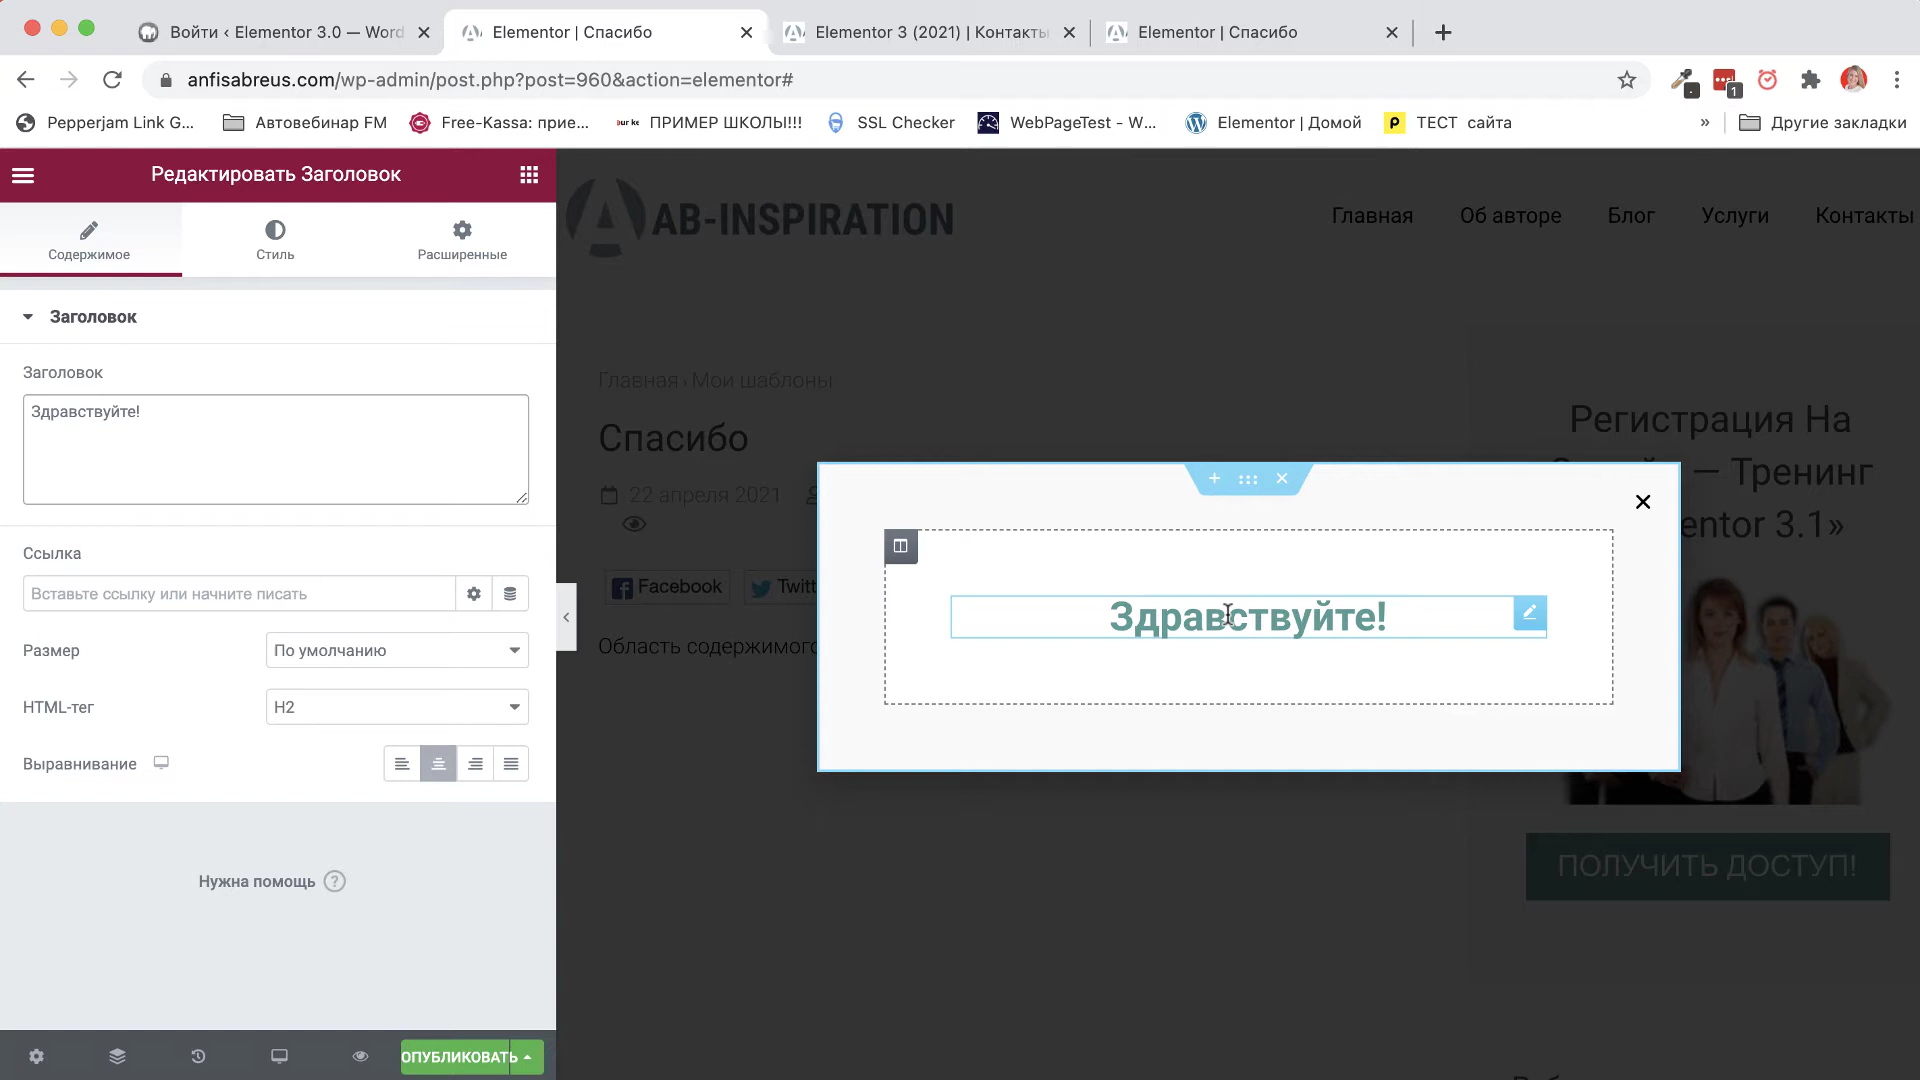 Войти ‹ Elementor 3.0 — Word
Elementor | Спасибо
Elementor 3 (2021) | Контакты
Elementor | Спасибо
anfisabreus.com/wp-admin/post.php?post=960&action=elementor#
1
Pepperjam Link G...
Автовебинар FM
Free-Kassa: прие...
ПРИМЕР ШКОЛЫ!!!
SSL Checker
WebPageTest - W...
Elementor | Домой
ТЕСТ сайта
»
Другие закладки
Редактировать Заголовок
Содержимое
Стиль
Расширенные
Заголовок
Заголовок
Здравствуйте!
Ссылка
Вставьте ссылку или начните писать
Размер
По умолчанию
HTML-тег
H2
Выравнивание
Нужна помощь ?
ОПУБЛИКОВАТЬ
AB-INSPIRATION
Главная
Об авторе
Блог
Услуги
Контакты
Главная › Мои шаблоны
Спасибо
22 апреля 2021
Facebook
Twitt
Область содержимого
Здравствуйте!
Регистрация На
— Тренинг
entor 3.1»
ПОЛУЧИТЬ ДОСТУП!